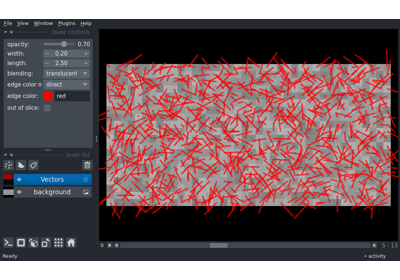 File View Window Plugins Help
layer controls
opacity: 0.70
width: 0.20
length: 2.50
blending: translucent
edge color m direct
edge color: red
out of slice:
layer list
Vectors
background
0 5 13
Ready activity